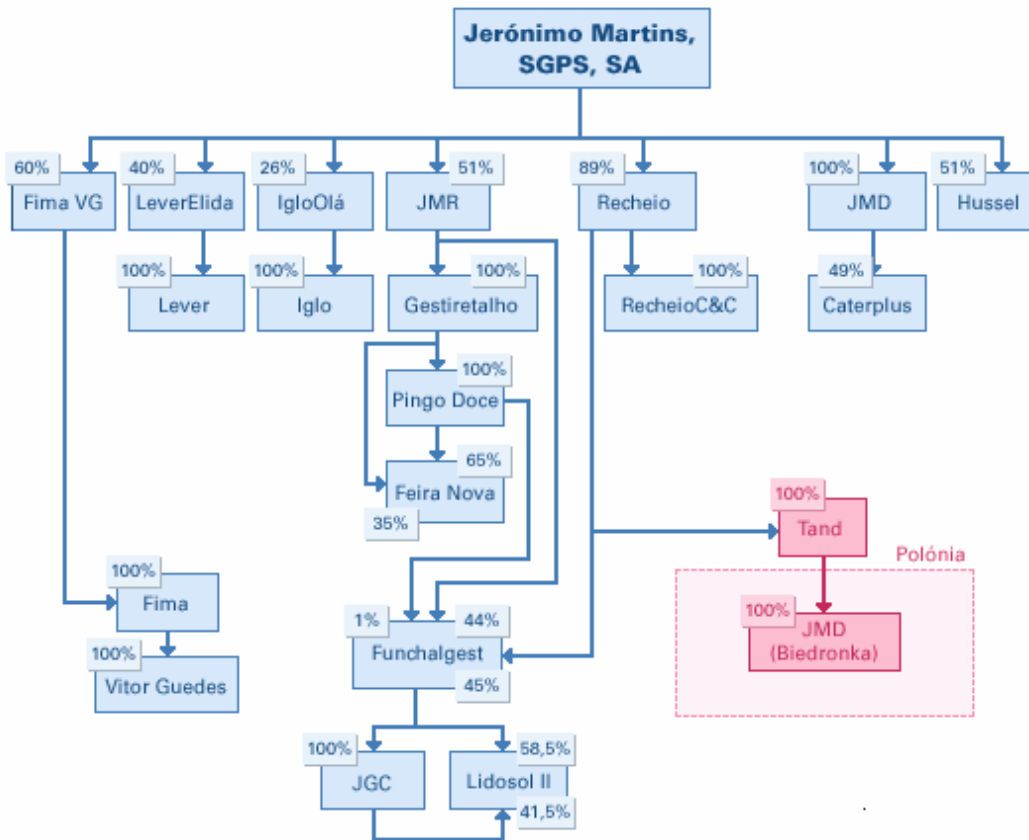 Jerónimo Martins,
SGPS, SA
60%
Fima VG
40%
LeverElida
26%
IgloOlá
51%
JMR
89%
Recheio
100%
JMD
51%
Hussel
100%
Lever
100%
Iglo
100%
Gestiretalho
100%
RecheioC&C
49%
Caterplus
100%
Pingo Doce
65%
Feira Nova
35%
100%
Tand
Polónia
100%
Fima
100%
JMD
(Biedronka)
1%
44%
Funchalgest
45%
100%
Vitor Guedes
100%
JGC
58,5%
Lidosol II
41,5%